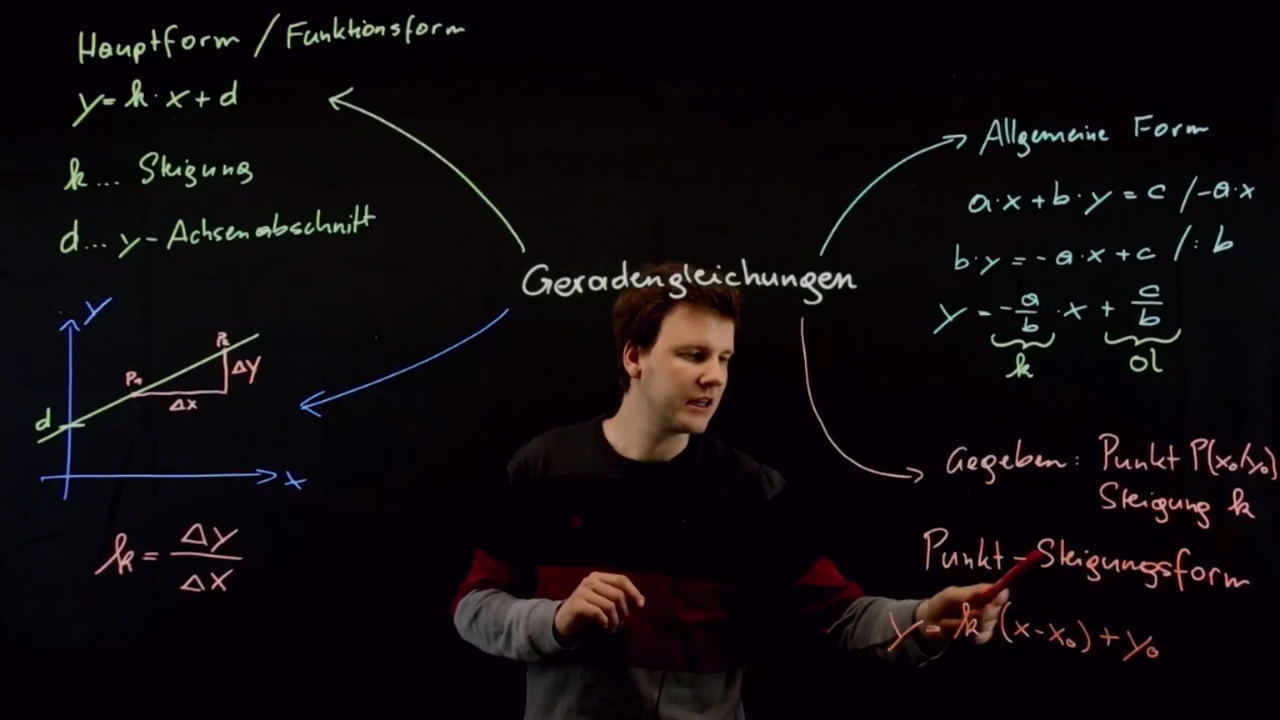 Hauptform / Funktionsform
y = k · x + d
k ... Steigung
d ... y-Achsenabschnitt
Geradengleichungen
Allgemeine Form
a·x + b·y = c /-a·x
b·y = -a·x + c /:b
y = -a/b · x + c/b
k
d
y
P₂
Δy
P₁
Δx
d
x
k = Δy/Δx
Gegeben: Punkt P(x₀/y₀)
Steigung k
Punkt-Steigungsform
y = k (x - x₀) + y₀